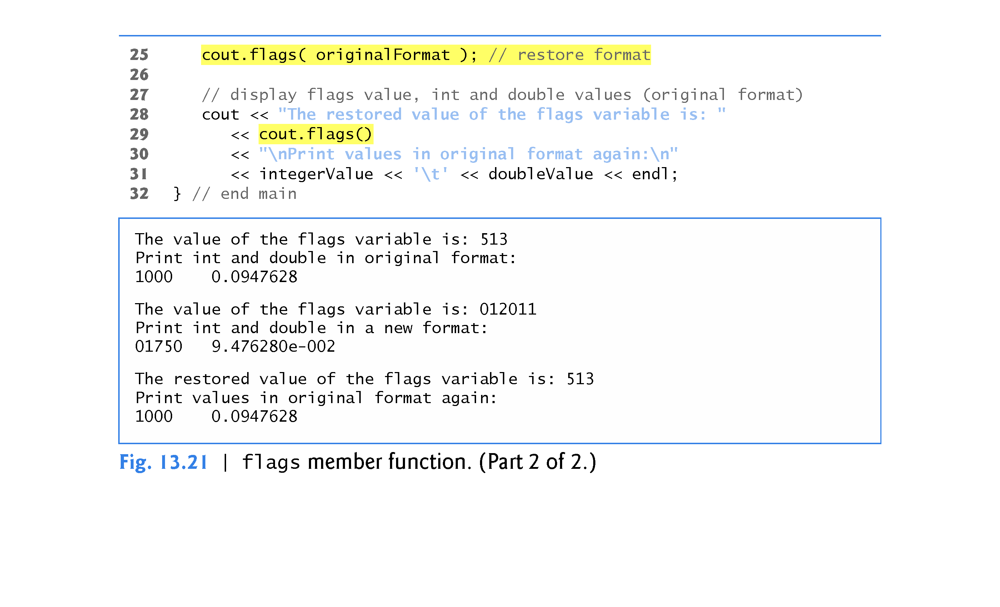 25 cout.flags( originalFormat ); // restore format
26
27 // display flags value, int and double values (original format)
28 cout << "The restored value of the flags variable is: "
29 << cout.flags()
30 << "\nPrint values in original format again:\n"
31 << integerValue << '\t' << doubleValue << endl;
32 } // end main
The value of the flags variable is: 513
Print int and double in original format:
1000 0.0947628
The value of the flags variable is: 012011
Print int and double in a new format:
01750 9.476280e-002
The restored value of the flags variable is: 513
Print values in original format again:
1000 0.0947628
Fig. 13.21 | flags member function. (Part 2 of 2.)